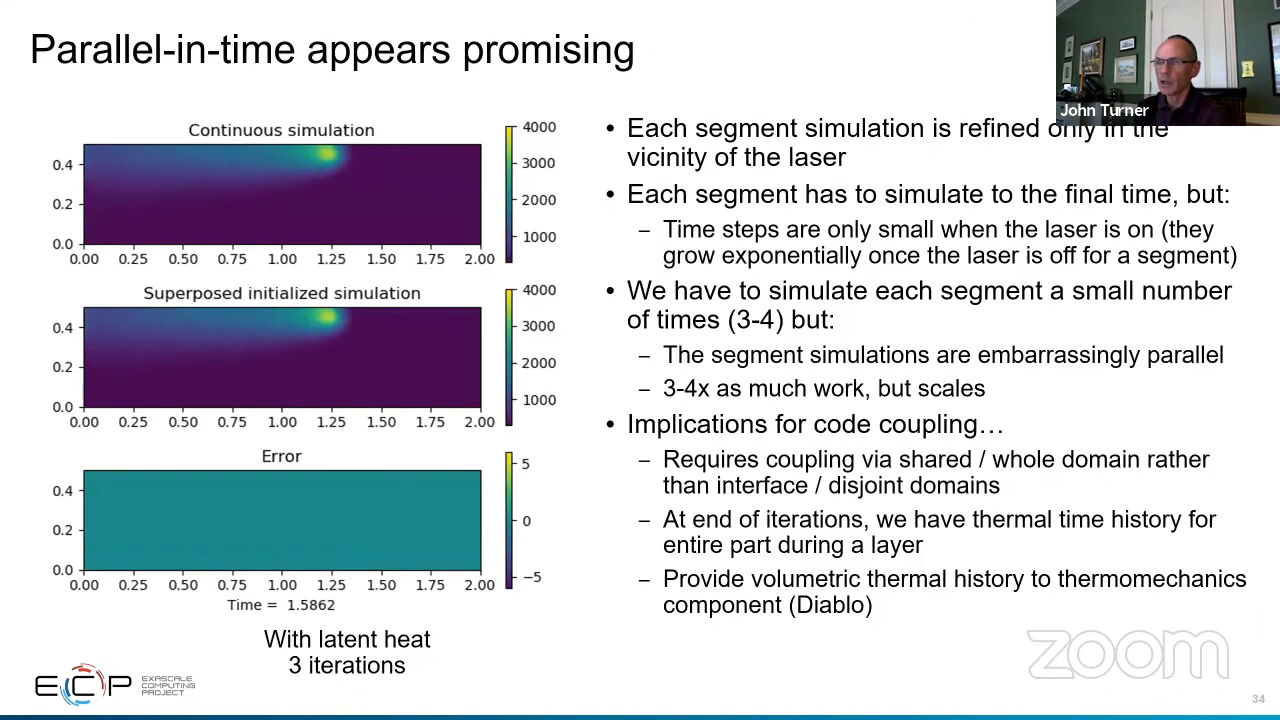 Parallel-in-time appears promising
John Turner
Continuous simulation
4000
3000
2000
1000
0.4
0.2
0.0
0.00 0.25 0.50 0.75 1.00 1.25 1.50 1.75 2.00
Superposed initialized simulation
4000
3000
2000
1000
0.4
0.2
0.0
0.00 0.25 0.50 0.75 1.00 1.25 1.50 1.75 2.00
Error
5
0
−5
0.4
0.2
0.0
0.00 0.25 0.50 0.75 1.00 1.25 1.50 1.75 2.00
Time = 1.5862
With latent heat
3 iterations
• Each segment simulation is refined only in the
vicinity of the laser
• Each segment has to simulate to the final time, but:
– Time steps are only small when the laser is on (they
grow exponentially once the laser is off for a segment)
• We have to simulate each segment a small number
of times (3-4) but:
– The segment simulations are embarrassingly parallel
– 3-4x as much work, but scales
• Implications for code coupling…
– Requires coupling via shared / whole domain rather
than interface / disjoint domains
– At end of iterations, we have thermal time history for
entire part during a layer
– Provide volumetric thermal history to thermomechanics
component (Diablo)
ECP
EXASCALE
COMPUTING
PROJECT
zoom
34